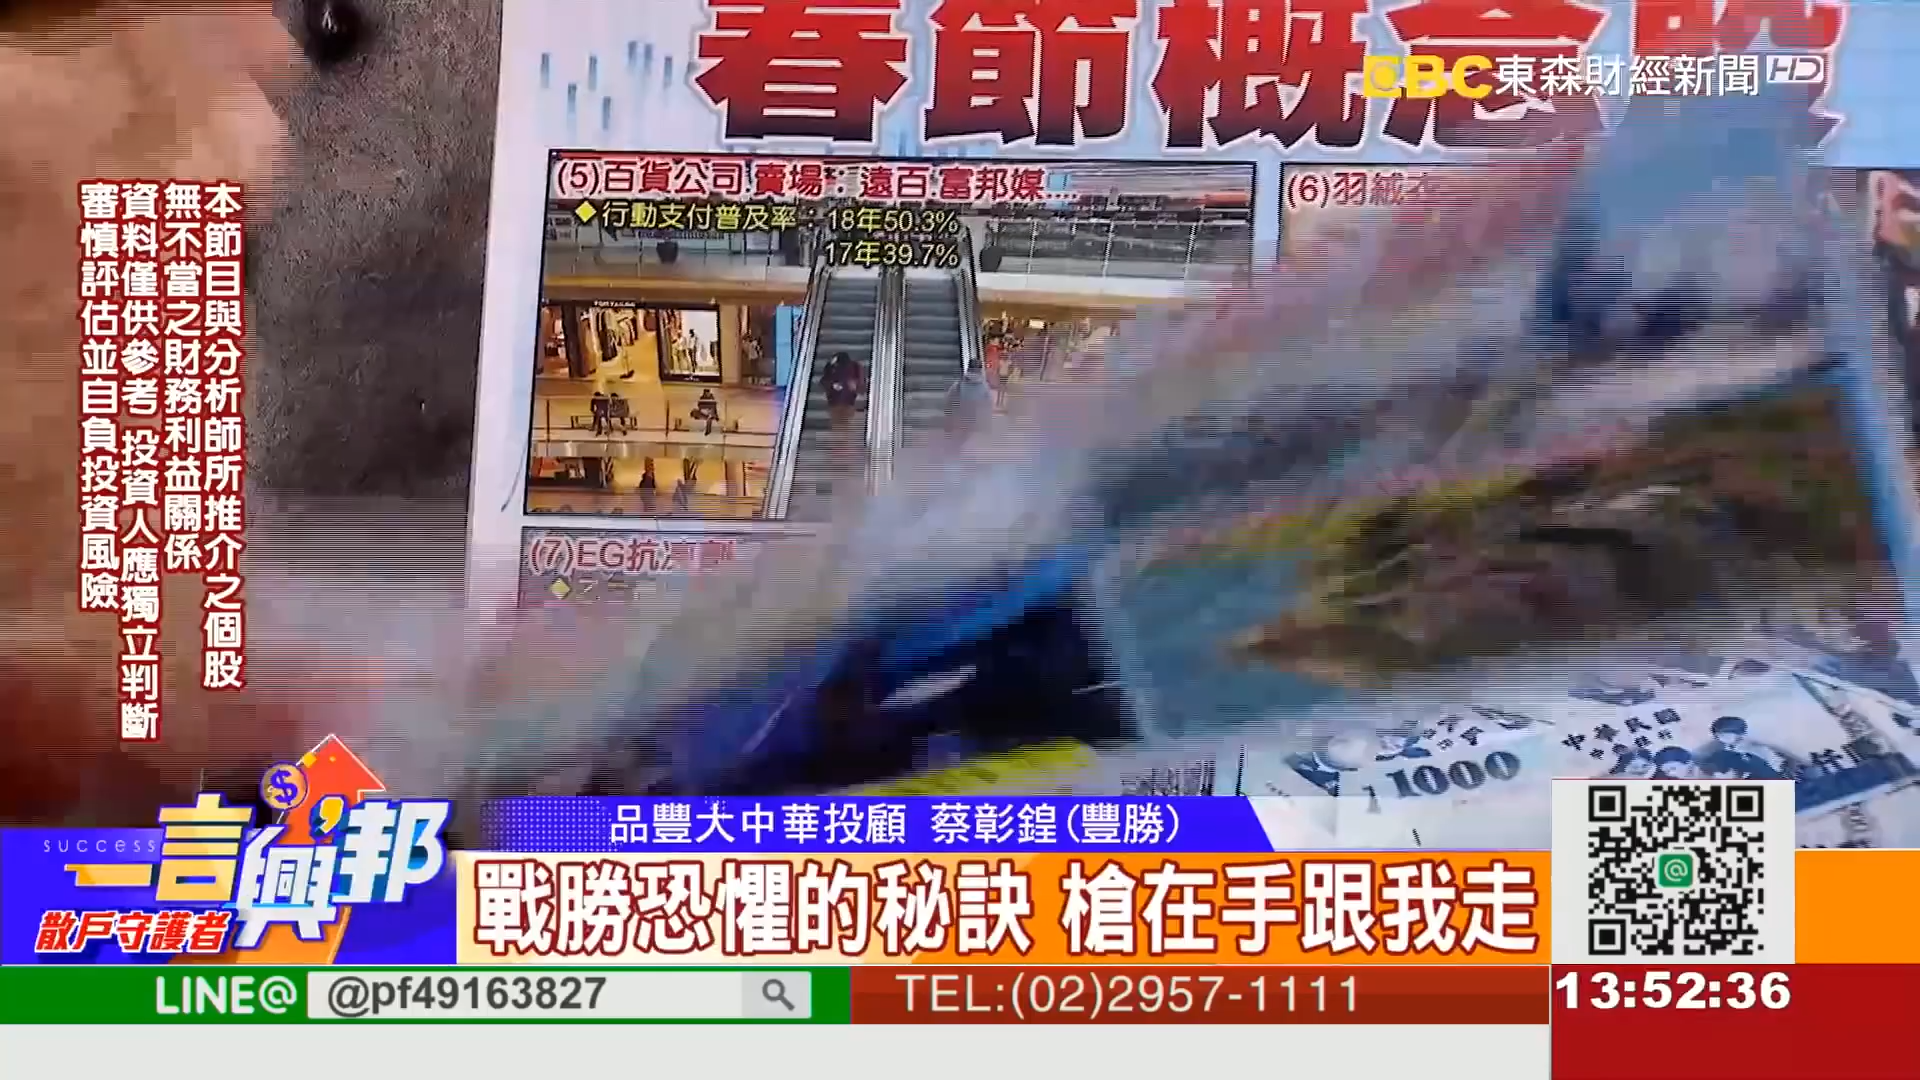 春節概念股
EBC東森財經新聞HD
(5)百貨公司.賣場：遠百.富邦媒....
◆行動支付普及率：18年50.3%
17年39.7%
(6)羽絨衣
(7)EG抗凍
本節目與分析師所推介之個股
無不當之財務利益關係
資料僅供參考 投資人應獨立判斷
審慎評估並自負投資風險
1000
中華民國
品豐大中華投顧 蔡彰鍠(豐勝)
success
一言興邦
散戶守護者
戰勝恐懼的秘訣 槍在手跟我走
LINE@ @pf49163827
TEL:(02)2957-1111
13:52:36